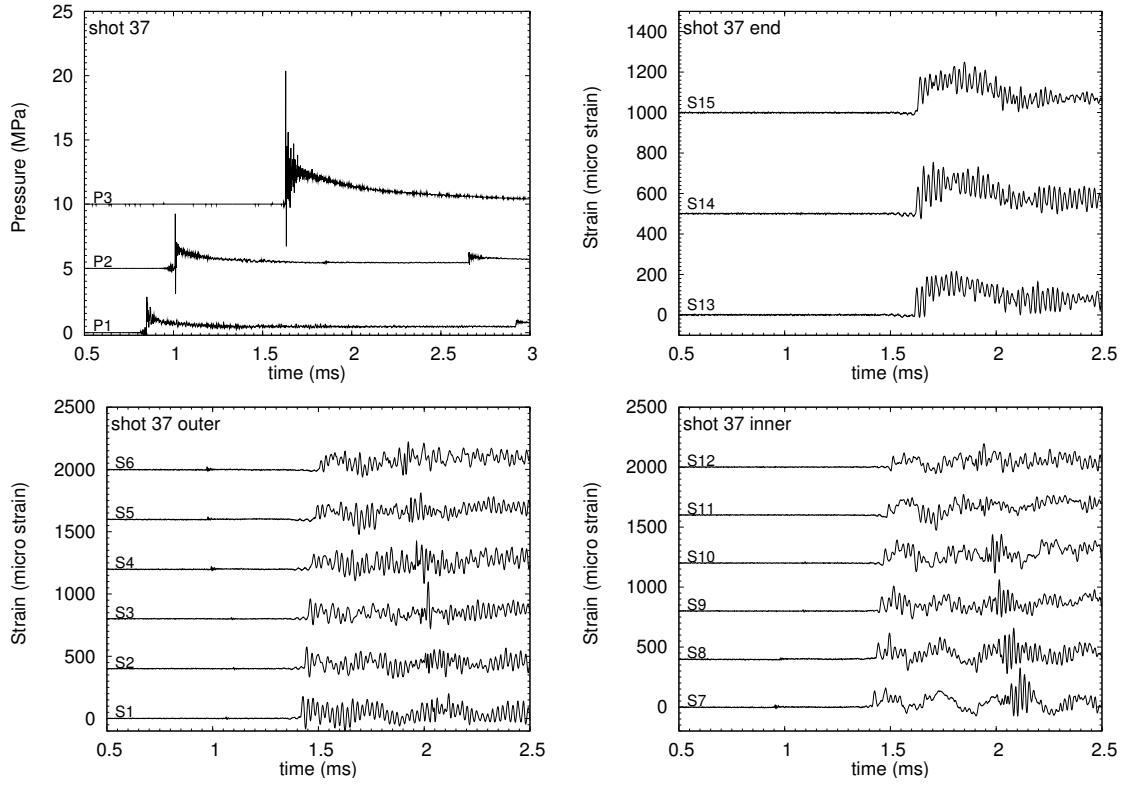 shot 37
Pressure (MPa)
25
20
15
10
5
0
P3
P2
P1
0.5 1 1.5 2 2.5 3
time (ms)
shot 37 end
Strain (micro strain)
1400
1200
1000
800
600
400
200
0
S15
S14
S13
0.5 1 1.5 2 2.5
time (ms)
shot 37 outer
Strain (micro strain)
2500
2000
1500
1000
500
0
S6
S5
S4
S3
S2
S1
0.5 1 1.5 2 2.5
time (ms)
shot 37 inner
Strain (micro strain)
2500
2000
1500
1000
500
0
S12
S11
S10
S9
S8
S7
0.5 1 1.5 2 2.5
time (ms)